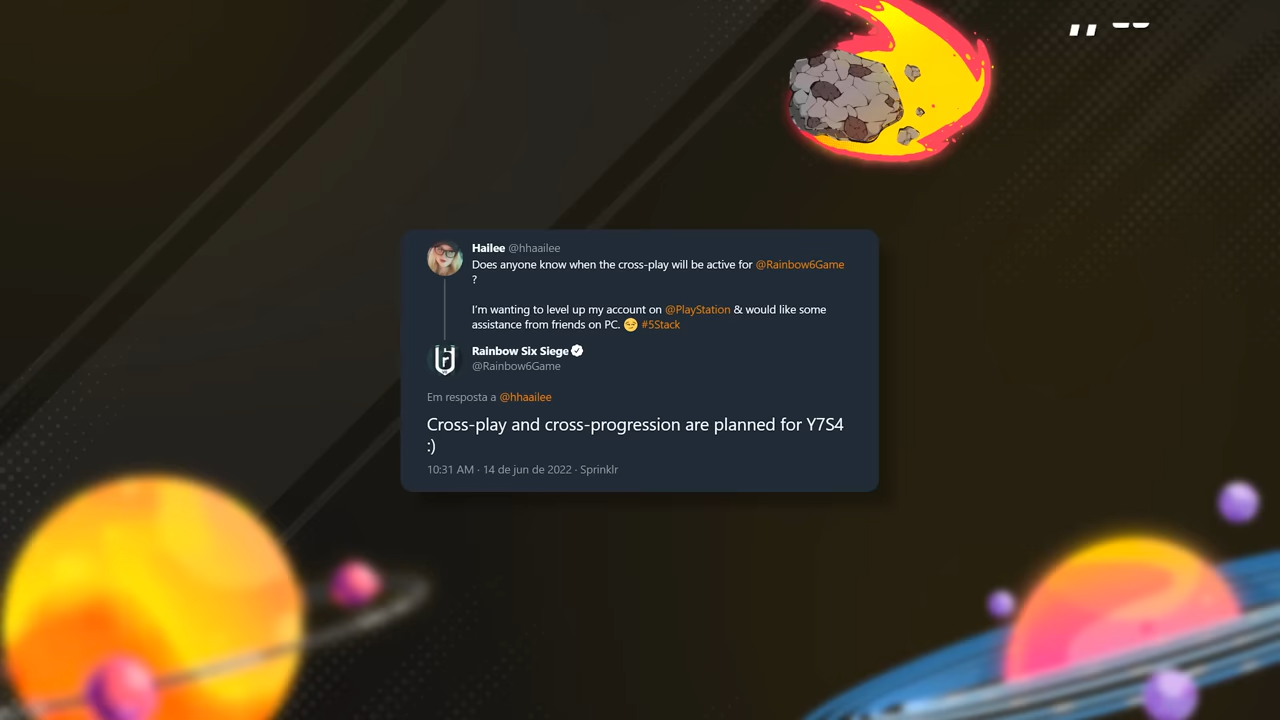 Hailee @hhaailee
Does anyone know when the cross-play will be active for @Rainbow6Game
?
I'm wanting to level up my account on @PlayStation & would like some
assistance from friends on PC. 😏 #5Stack
Rainbow Six Siege
@Rainbow6Game
Em resposta a @hhaailee
Cross-play and cross-progression are planned for Y7S4
:)
10:31 AM · 14 de jun de 2022 · Sprinklr